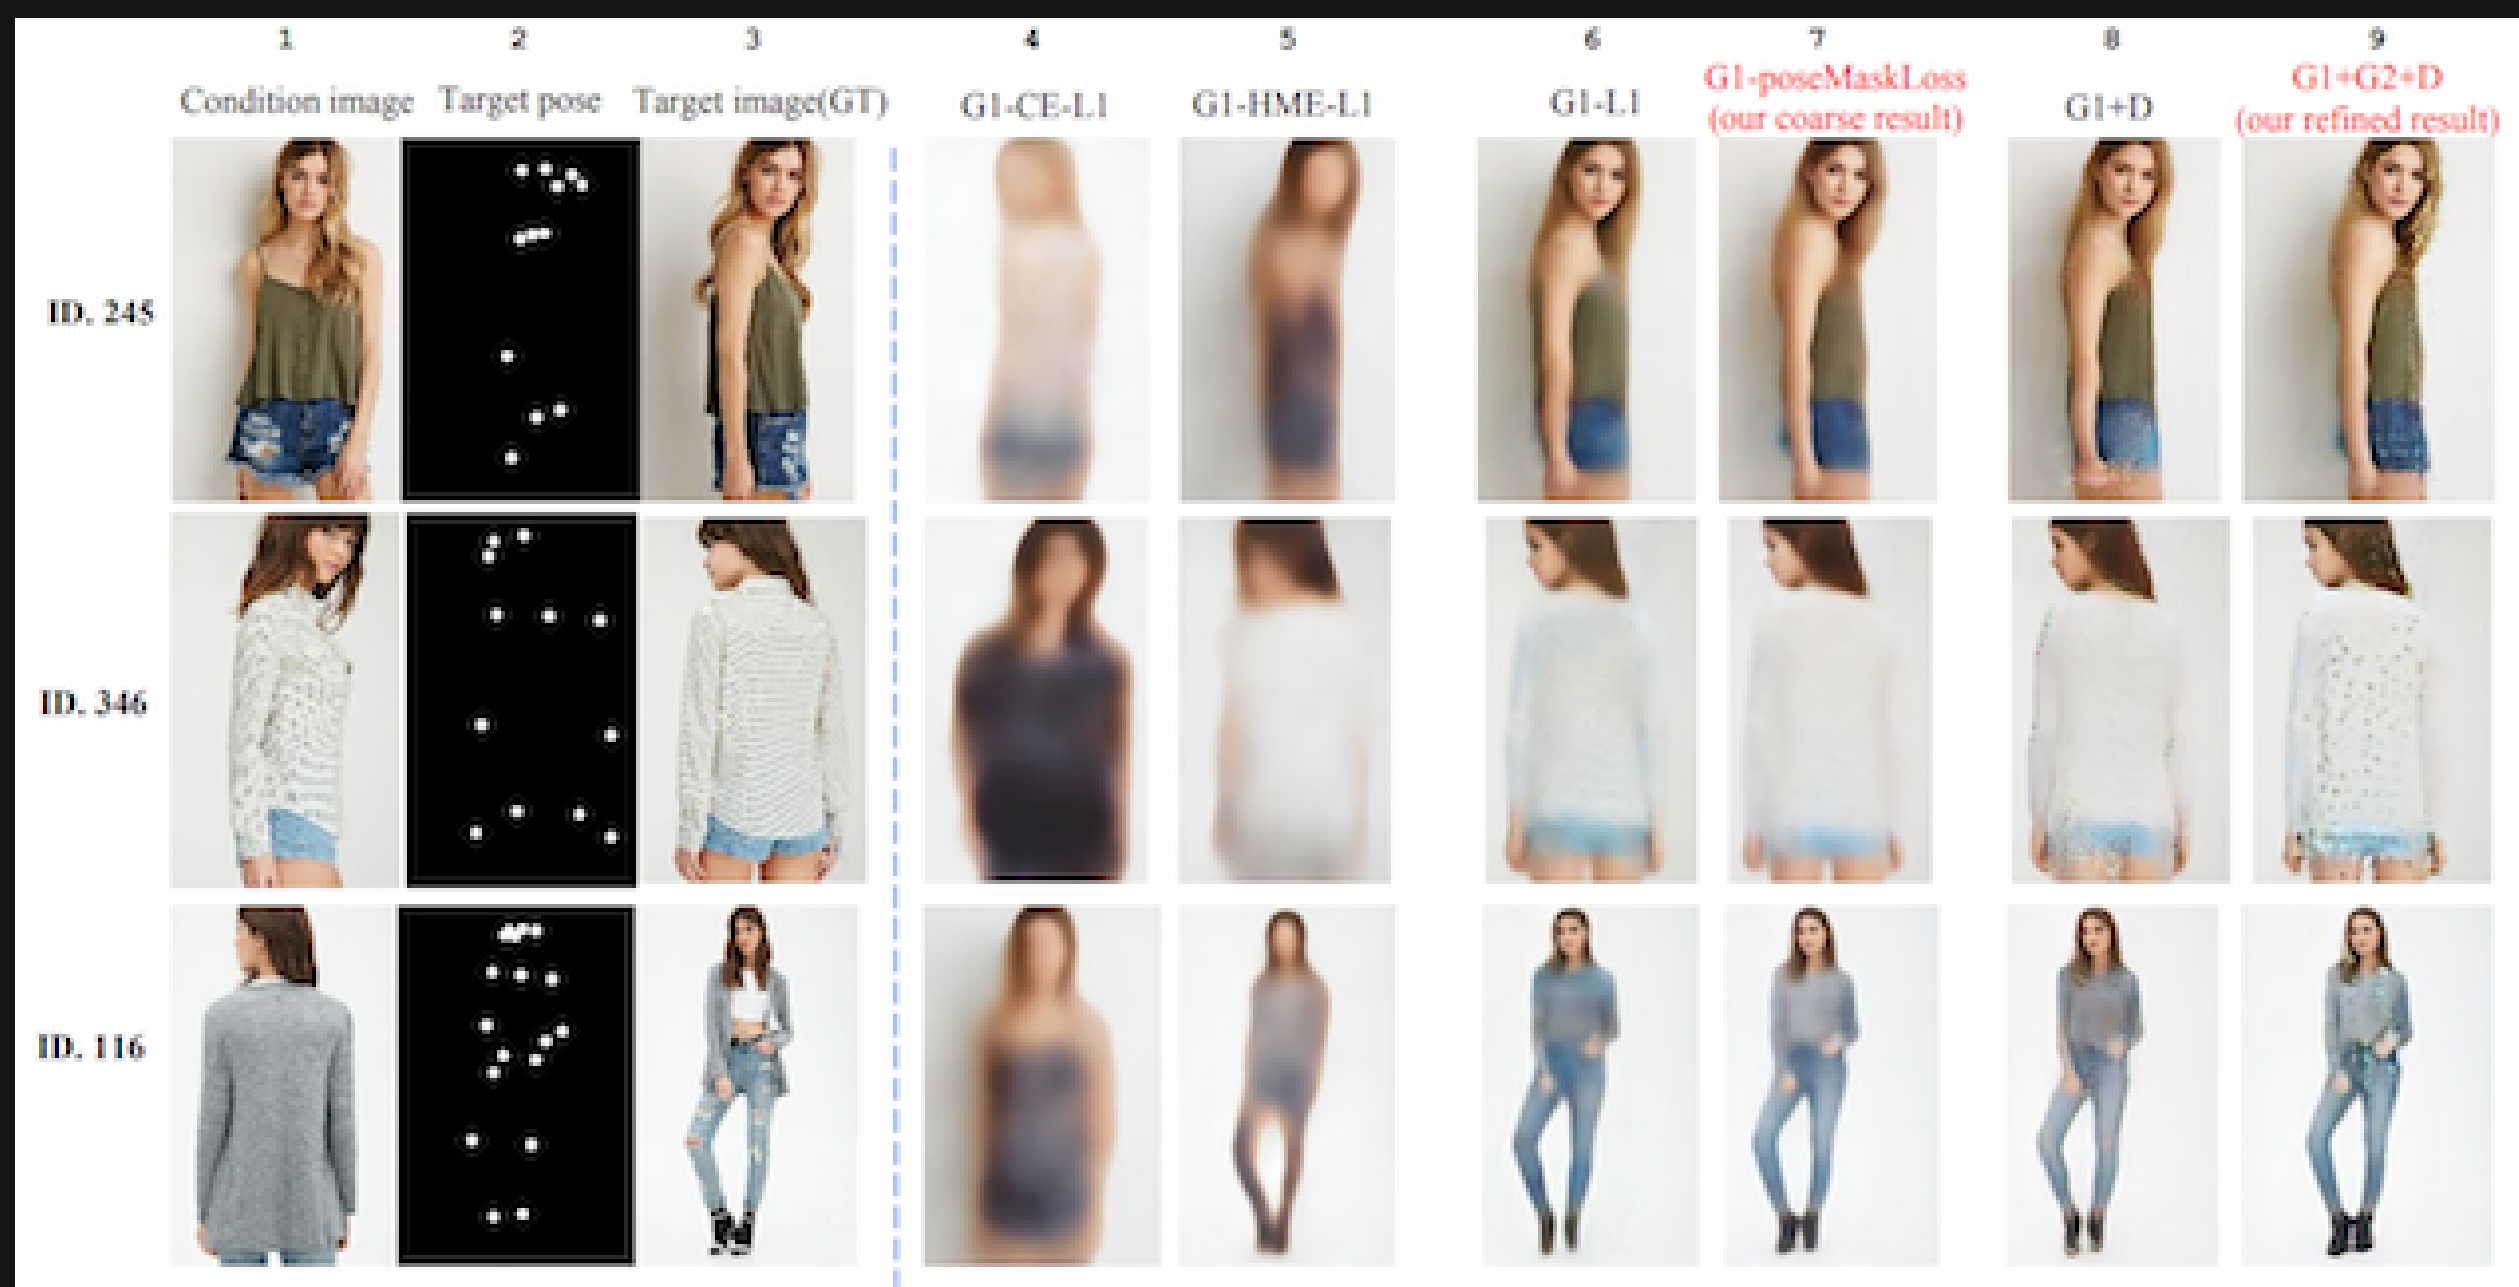 1 2 3 4 5 6 7 8 9
Condition image Target pose Target image(GT) G1-CE-L1 G1-HME-L1 G1-L1 G1-poseMaskLoss
(our coarse result) G1+D G1+G2+D
(our refined result)
ID. 245
ID. 346
ID. 116